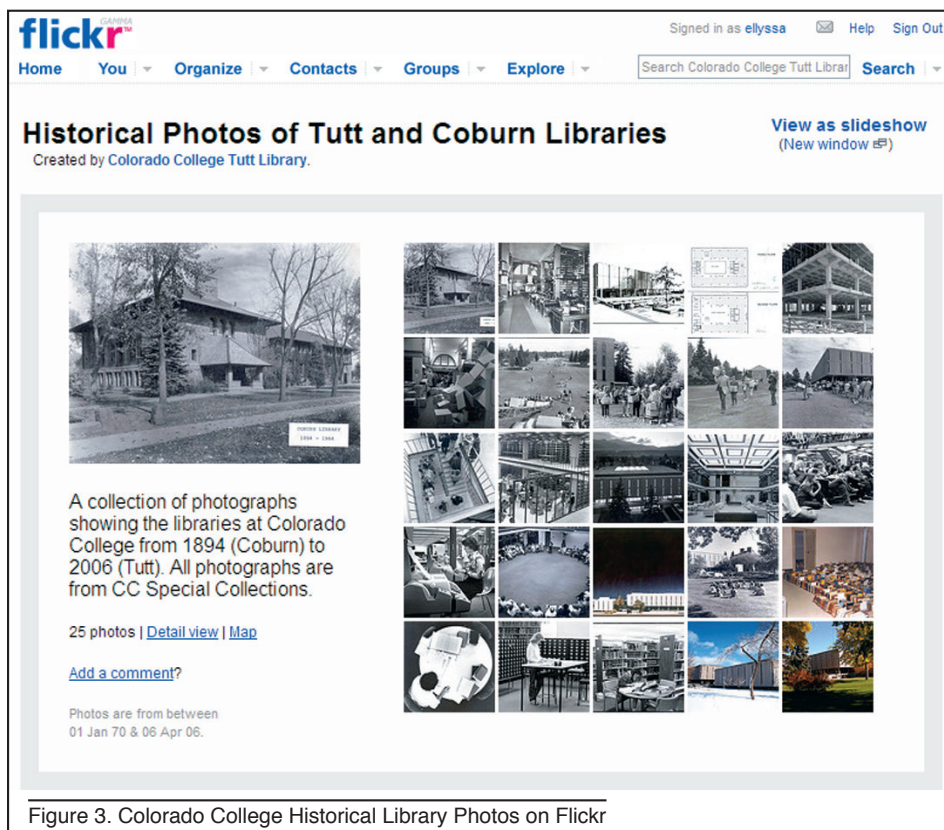 flickr™ GAMMA
Signed in as ellyssa Help Sign Out
Home You Organize Contacts Groups Explore Search Colorado College Tutt Librar Search
Historical Photos of Tutt and Coburn Libraries
View as slideshow
Created by Colorado College Tutt Library.
(New window)
COBURN LIBRARY
1894 - 1964
A collection of photographs
showing the libraries at Colorado
College from 1894 (Coburn) to
2006 (Tutt). All photographs are
from CC Special Collections.
25 photos | Detail view | Map
Add a comment?
Photos are from between
01 Jan 70 & 06 Apr 06.
Figure 3. Colorado College Historical Library Photos on Flickr